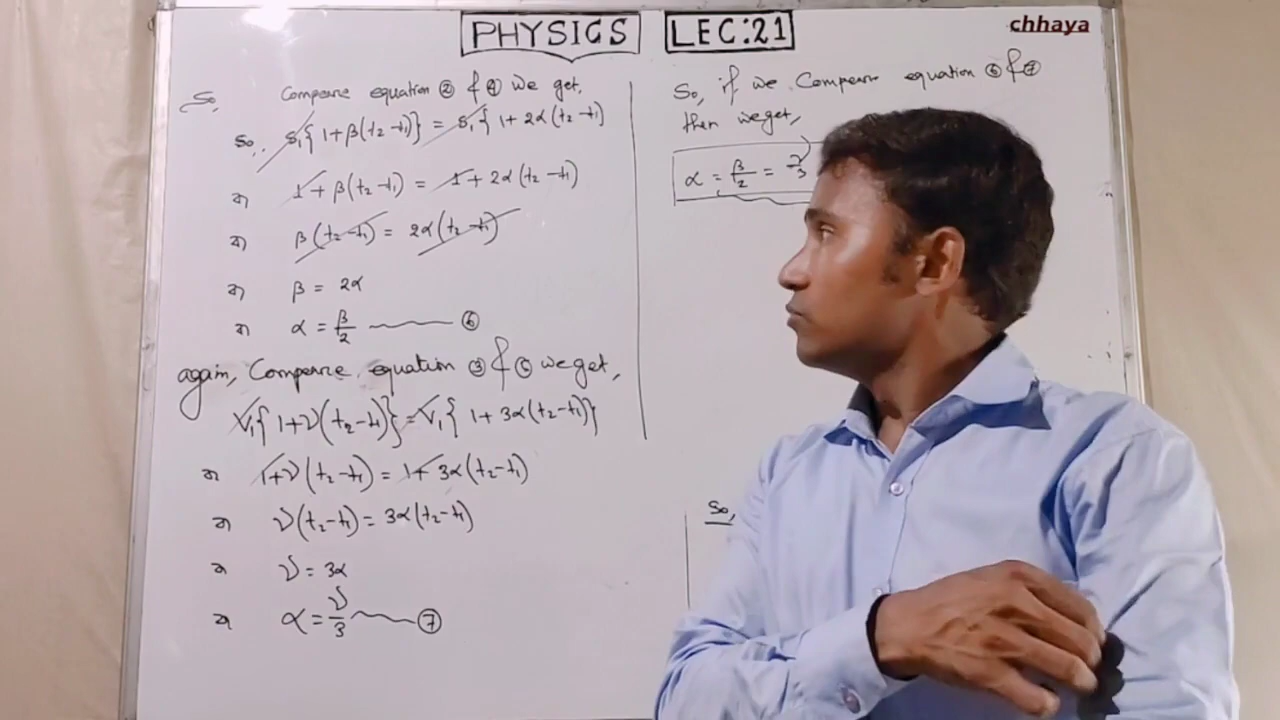 PHYSICS LEC:21
chhaya
So, Compare equation ② & ④ we get,
So, S₁{1+β(t₂-t₁)} = S₁{1+2α(t₂-t₁)
বা 1+β(t₂-t₁) = 1+2α(t₂-t₁)
বা β(t₂-t₁) = 2α(t₂-t₁)
বা β = 2α
বা α = β/2 ——— ⑥
again, Compare equation ③ & ⑤ we get,
V₁{1+ν(t₂-t₁)} = V₁{1+3α(t₂-t₁)}
বা 1+ν(t₂-t₁) = 1+3α(t₂-t₁)
বা ν(t₂-t₁) = 3α(t₂-t₁)
বা ν = 3α
বা α = ν/3 ——— ⑦
So, if we Compare equation ⑥ & ⑦
then we get,
α = β/2 = ν/3
So,